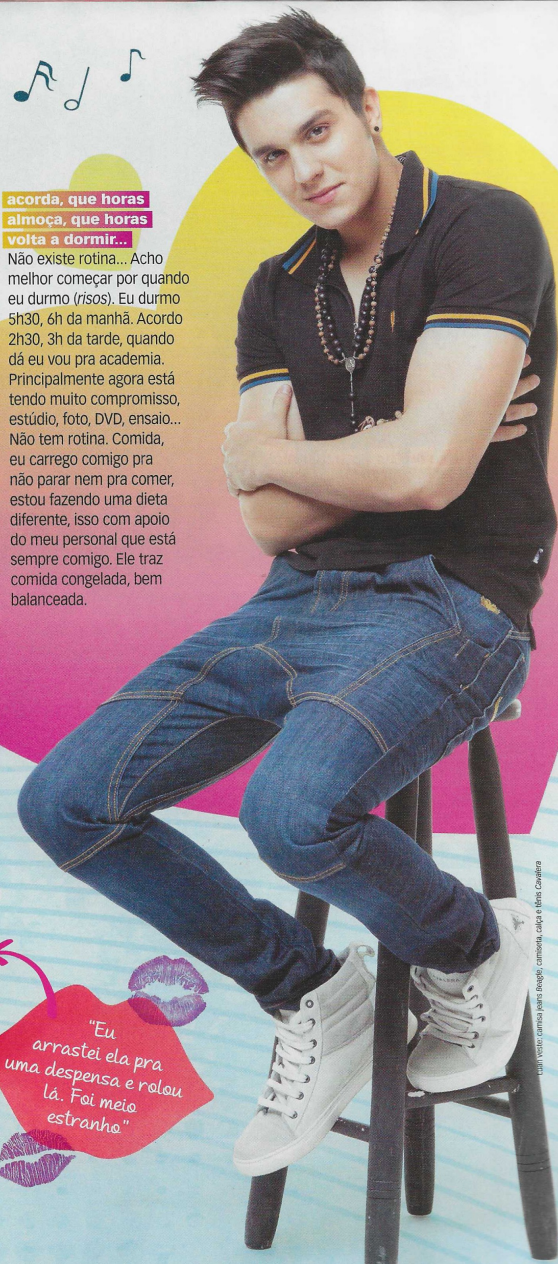 acorda, que horas
almoça, que horas
volta a dormir...
Não existe rotina... Acho
melhor começar por quando
eu durmo (risos). Eu durmo
5h30, 6h da manhã. Acordo
2h30, 3h da tarde, quando
dá eu vou pra academia.
Principalmente agora está
tendo muito compromisso,
estúdio, foto, DVD, ensaio...
Não tem rotina. Comida,
eu carrego comigo pra
não parar nem pra comer,
estou fazendo uma dieta
diferente, isso com apoio
do meu personal que está
sempre comigo. Ele traz
comida congelada, bem
balanceada.
"Eu
arrastei ela pra
uma despensa e rolou
lá. Foi meio
estranho"
Luan veste: camisa jeans Beagle, camiseta, calça e tênis Cavalera